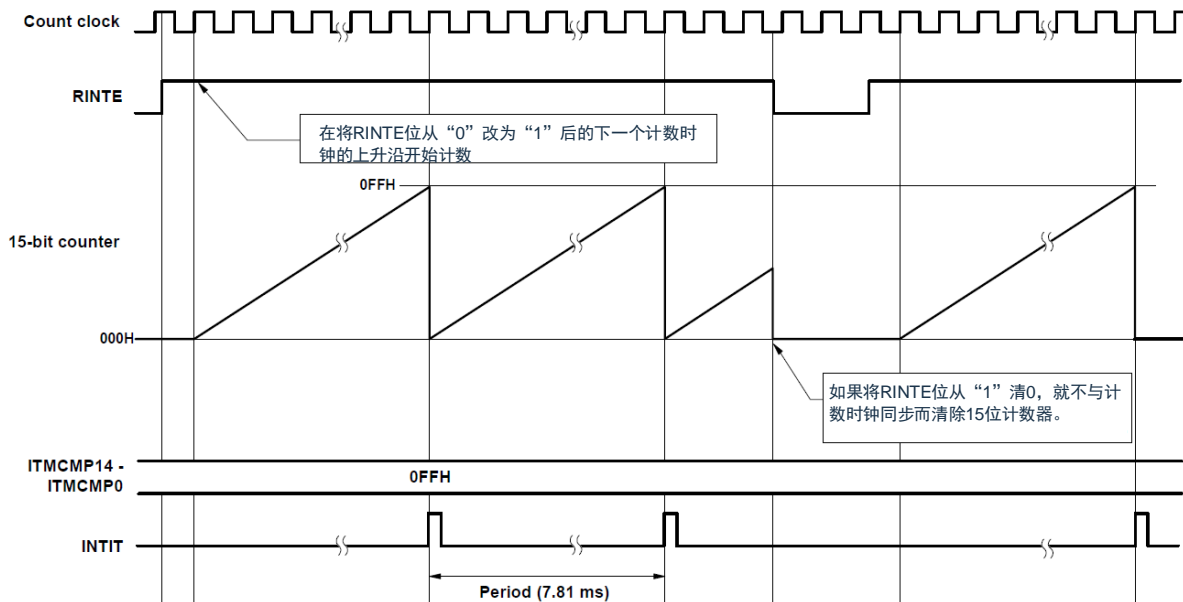 Count clock
RINTE
在将RINTE位从“0”改为“1”后的下一个计数时
钟的上升沿开始计数
0FFH
15-bit counter
000H
如果将RINTE位从“1”清0，就不与计
数时钟同步而清除15位计数器。
ITMCMP14 -
ITMCMP0
0FFH
INTIT
Period (7.81 ms)